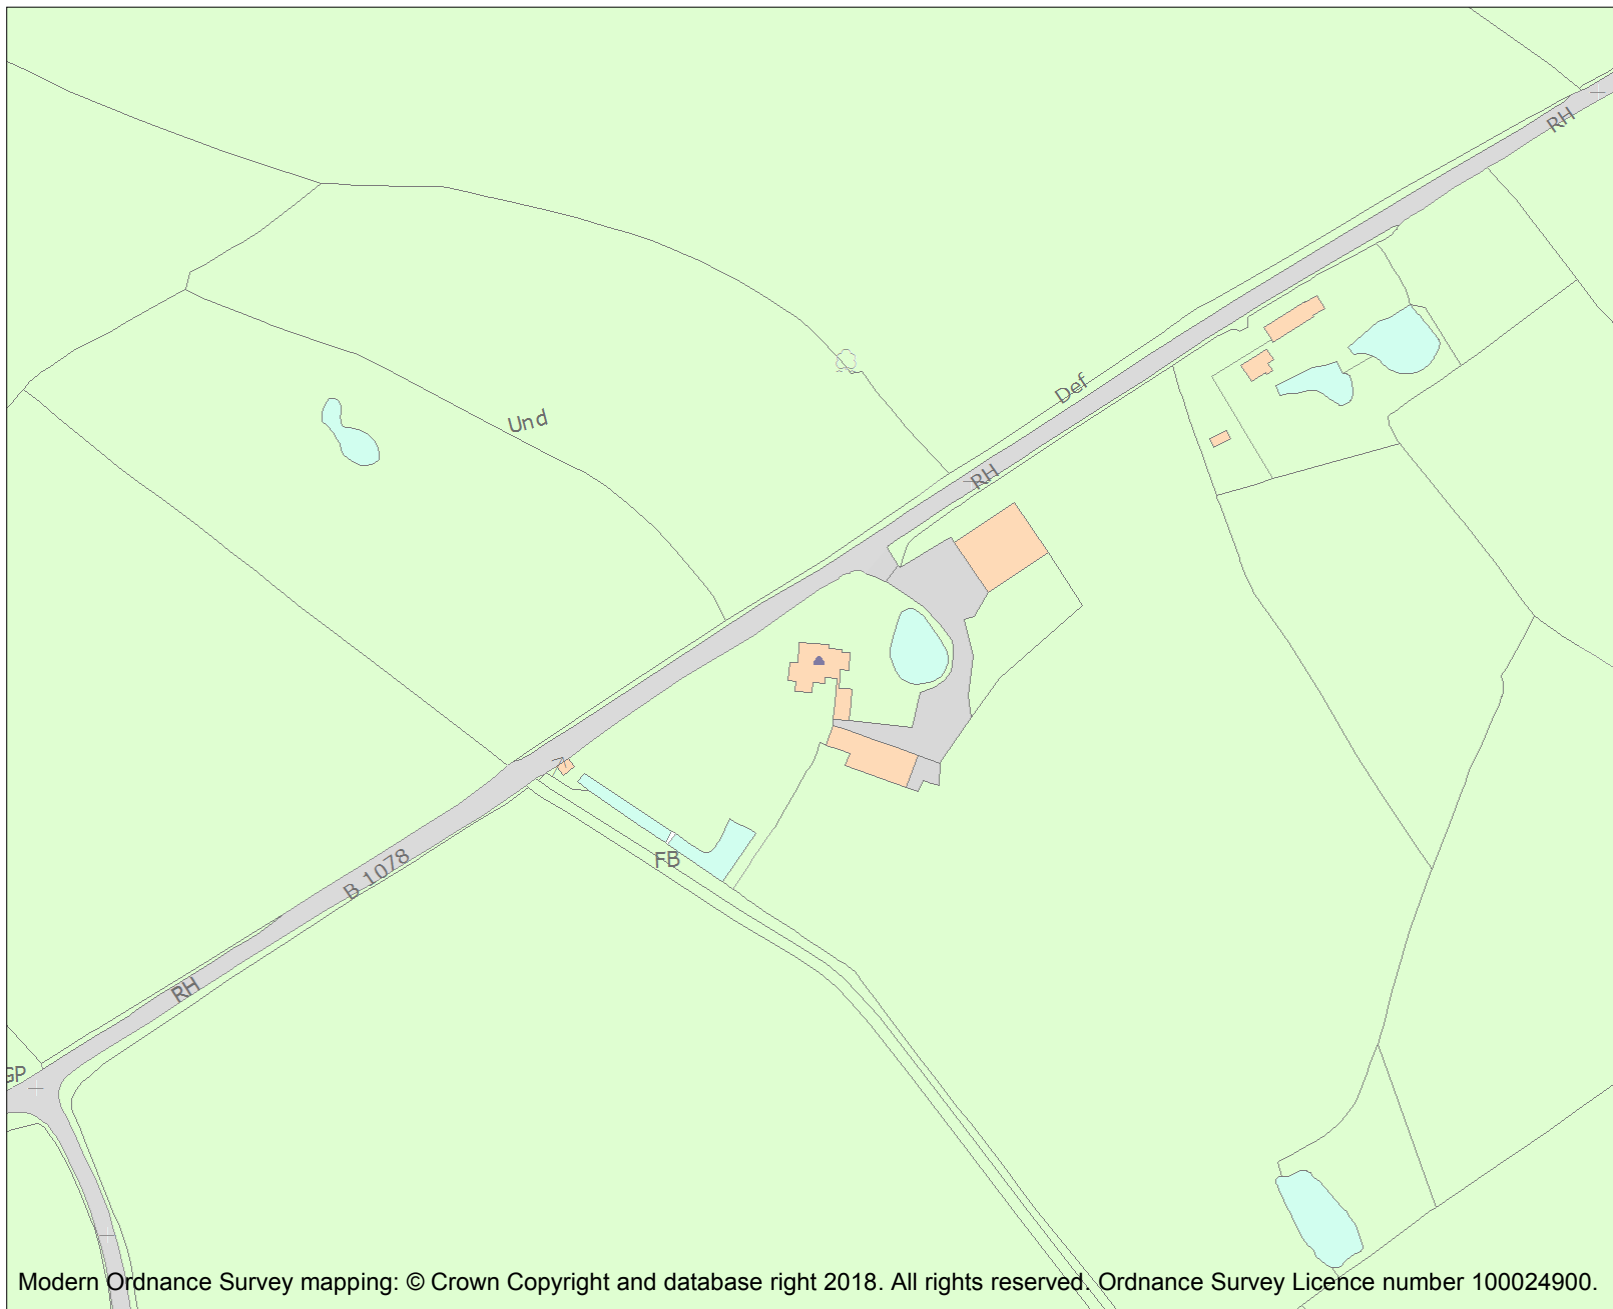 RH
Def
Und
RH
FB
B 1078
RH
GP
Modern Ordnance Survey mapping: © Crown Copyright and database right 2018. All rights reserved. Ordnance Survey Licence number 100024900.